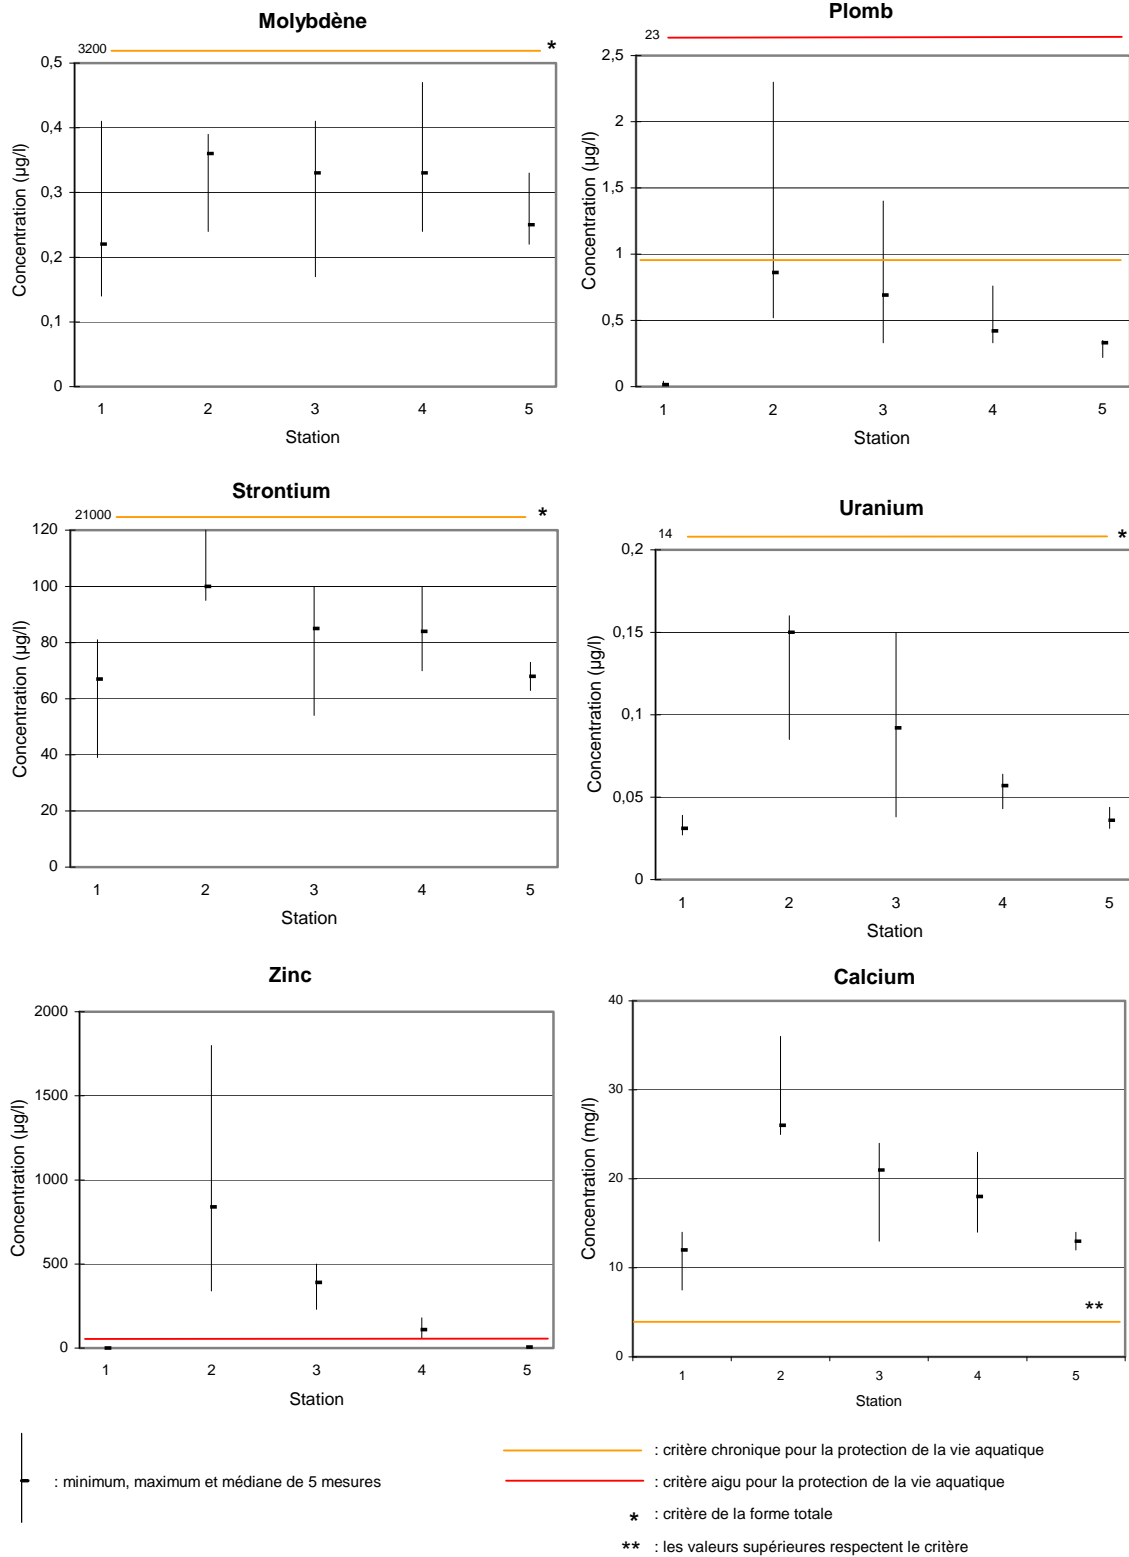 Molybdène
3200
*
0,5
0,4
0,3
0,2
0,1
0
Concentration (µg/l)
1 2 3 4 5
Station
Plomb
23
2,5
2
1,5
1
0,5
0
Concentration (µg/l)
1 2 3 4 5
Station
Strontium
21000
*
120
100
80
60
40
20
0
Concentration (µg/l)
1 2 3 4 5
Station
Uranium
14
*
0,2
0,15
0,1
0,05
0
Concentration (µg/l)
1 2 3 4 5
Station
Zinc
2000
1500
1000
500
0
Concentration (µg/l)
1 2 3 4 5
Station
Calcium
40
30
20
10
0
Concentration (mg/l)
**
1 2 3 4 5
Station
: minimum, maximum et médiane de 5 mesures
: critère chronique pour la protection de la vie aquatique
: critère aigu pour la protection de la vie aquatique
* : critère de la forme totale
** : les valeurs supérieures respectent le critère